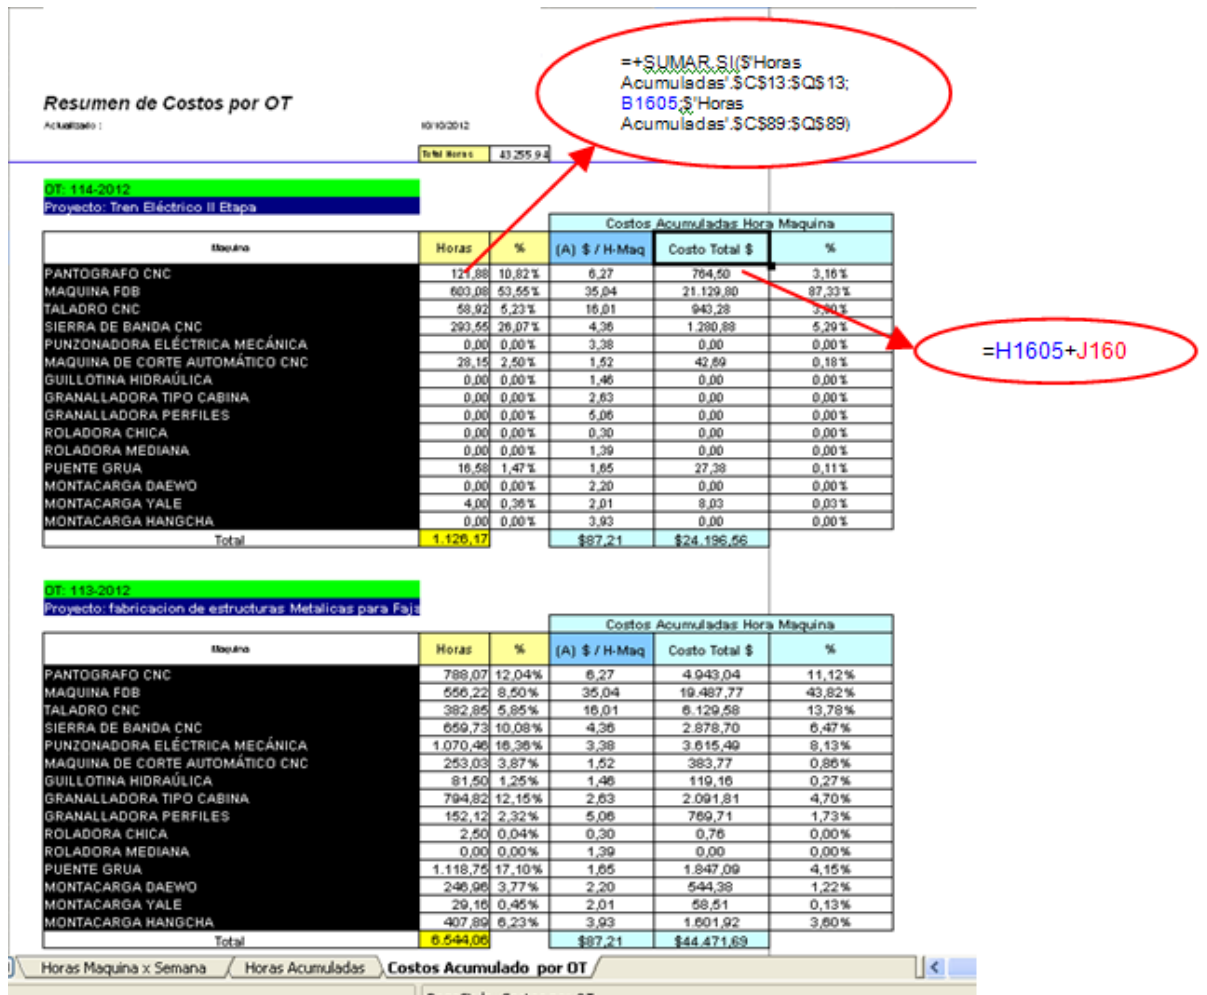 =+SUMAR.SI($'Horas
Acumuladas'.$C$13:$Q$13;
B1605;$'Horas
Acumuladas'.$C$89:$Q$89)
Resumen de Costos por OT
Actualizado : 10/10/2012
Total Horas 43.255,94
OT: 114-2012
Proyecto: Tren Eléctrico II Etapa
Costos Acumuladas Hora Maquina
Maquina Horas % (A) $ / H-Maq Costo Total $ %
PANTOGRAFO CNC 121,88 10,82% 6,27 764,50 3,16%
MAQUINA FDB 603,08 53,55% 35,04 21.129,80 87,33%
TALADRO CNC 58,92 5,23% 16,01 943,28 3,90%
SIERRA DE BANDA CNC 293,55 26,07% 4,36 1.280,88 5,29%
PUNZONADORA ELÉCTRICA MECÁNICA 0,00 0,00% 3,38 0,00 0,00%
MAQUINA DE CORTE AUTOMÁTICO CNC 28,15 2,50% 1,52 42,69 0,18%
GUILLOTINA HIDRAÚLICA 0,00 0,00% 1,46 0,00 0,00%
GRANALLADORA TIPO CABINA 0,00 0,00% 2,63 0,00 0,00%
GRANALLADORA PERFILES 0,00 0,00% 5,06 0,00 0,00%
ROLADORA CHICA 0,00 0,00% 0,30 0,00 0,00%
ROLADORA MEDIANA 0,00 0,00% 1,39 0,00 0,00%
PUENTE GRUA 16,58 1,47% 1,65 27,38 0,11%
MONTACARGA DAEWO 0,00 0,00% 2,20 0,00 0,00%
MONTACARGA YALE 4,00 0,36% 2,01 8,03 0,03%
MONTACARGA HANGCHA 0,00 0,00% 3,93 0,00 0,00%
Total 1.126,17 $87,21 $24.196,56
=H1605+J160
OT: 113-2012
Proyecto: fabricacion de estructuras Metalicas para Faja
Costos Acumuladas Hora Maquina
Maquina Horas % (A) $ / H-Maq Costo Total $ %
PANTOGRAFO CNC 788,07 12,04% 6,27 4.943,04 11,12%
MAQUINA FDB 556,22 8,50% 35,04 19.487,77 43,82%
TALADRO CNC 382,85 5,85% 16,01 6.129,58 13,78%
SIERRA DE BANDA CNC 659,73 10,08% 4,36 2.878,70 6,47%
PUNZONADORA ELÉCTRICA MECÁNICA 1.070,46 16,36% 3,38 3.615,49 8,13%
MAQUINA DE CORTE AUTOMÁTICO CNC 253,03 3,87% 1,52 383,77 0,86%
GUILLOTINA HIDRAÚLICA 81,50 1,25% 1,46 119,16 0,27%
GRANALLADORA TIPO CABINA 794,82 12,15% 2,63 2.091,81 4,70%
GRANALLADORA PERFILES 152,12 2,32% 5,06 769,71 1,73%
ROLADORA CHICA 2,50 0,04% 0,30 0,76 0,00%
ROLADORA MEDIANA 0,00 0,00% 1,39 0,00 0,00%
PUENTE GRUA 1.118,75 17,10% 1,65 1.847,09 4,15%
MONTACARGA DAEWO 246,96 3,77% 2,20 544,38 1,22%
MONTACARGA YALE 29,16 0,45% 2,01 58,51 0,13%
MONTACARGA HANGCHA 407,89 6,23% 3,93 1.601,92 3,60%
Total 6.544,06 $87,21 $44.471,69
Horas Maquina x Semana Horas Acumuladas Costos Acumulado por OT